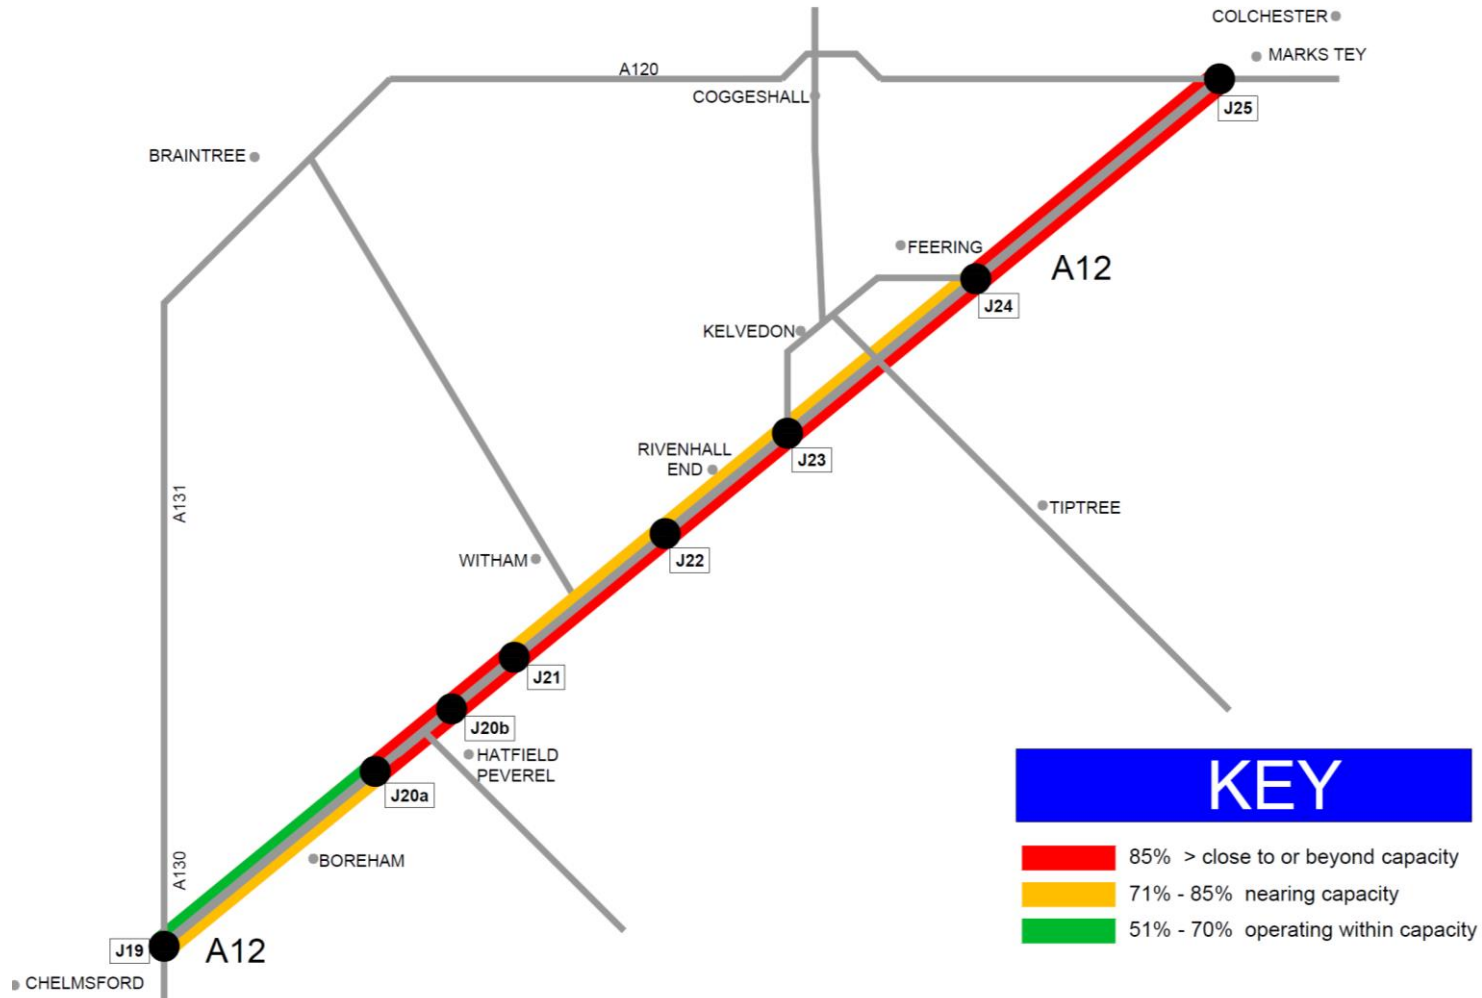 COLCHESTER
MARKS TEY
A120
COGGESHALL
J25
BRAINTREE
FEERING
A12
J24
KELVEDON
RIVENHALL
END
J23
A131
TIPTREE
WITHAM
J22
J21
J20b
HATFIELD
PEVEREL
J20a
KEY
BOREHAM
A130
85% > close to or beyond capacity
71% - 85% nearing capacity
51% - 70% operating within capacity
J19
A12
CHELMSFORD